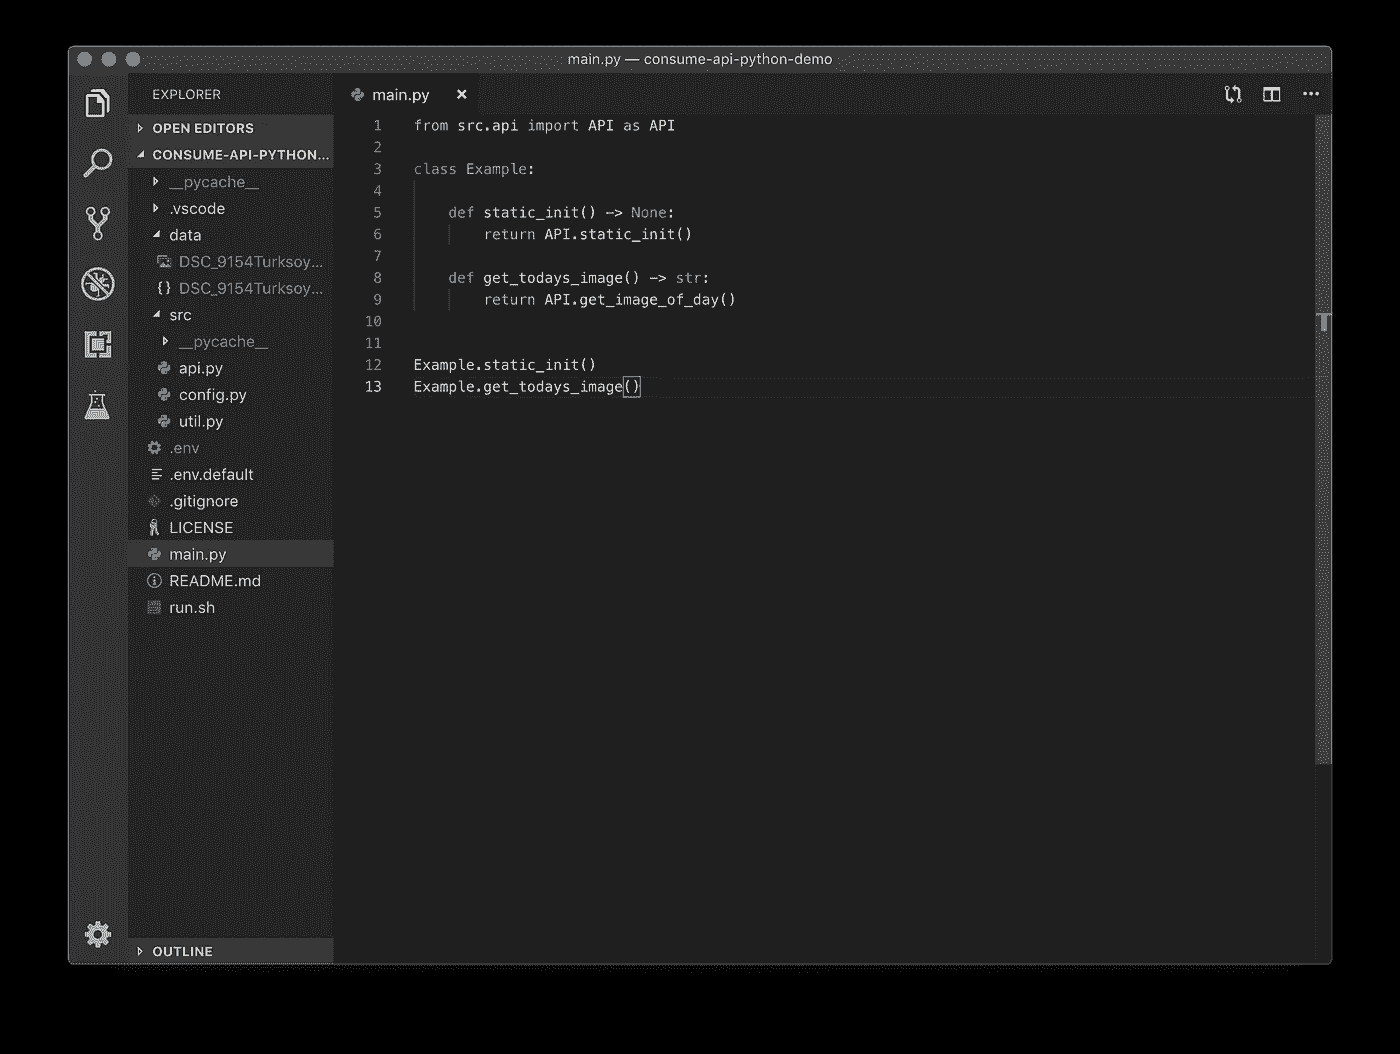 main.py — consume-api-python-demo
EXPLORER
OPEN EDITORS
CONSUME-API-PYTHON...
__pycache__
.vscode
data
DSC_9154Turksoy...
{} DSC_9154Turksoy...
src
__pycache__
api.py
config.py
util.py
.env
.env.default
.gitignore
LICENSE
main.py
README.md
run.sh
OUTLINE
main.py
1 from src.api import API as API
2
3 class Example:
4
5 def static_init() -> None:
6 return API.static_init()
7
8 def get_todays_image() -> str:
9 return API.get_image_of_day()
10
11
12 Example.static_init()
13 Example.get_todays_image()